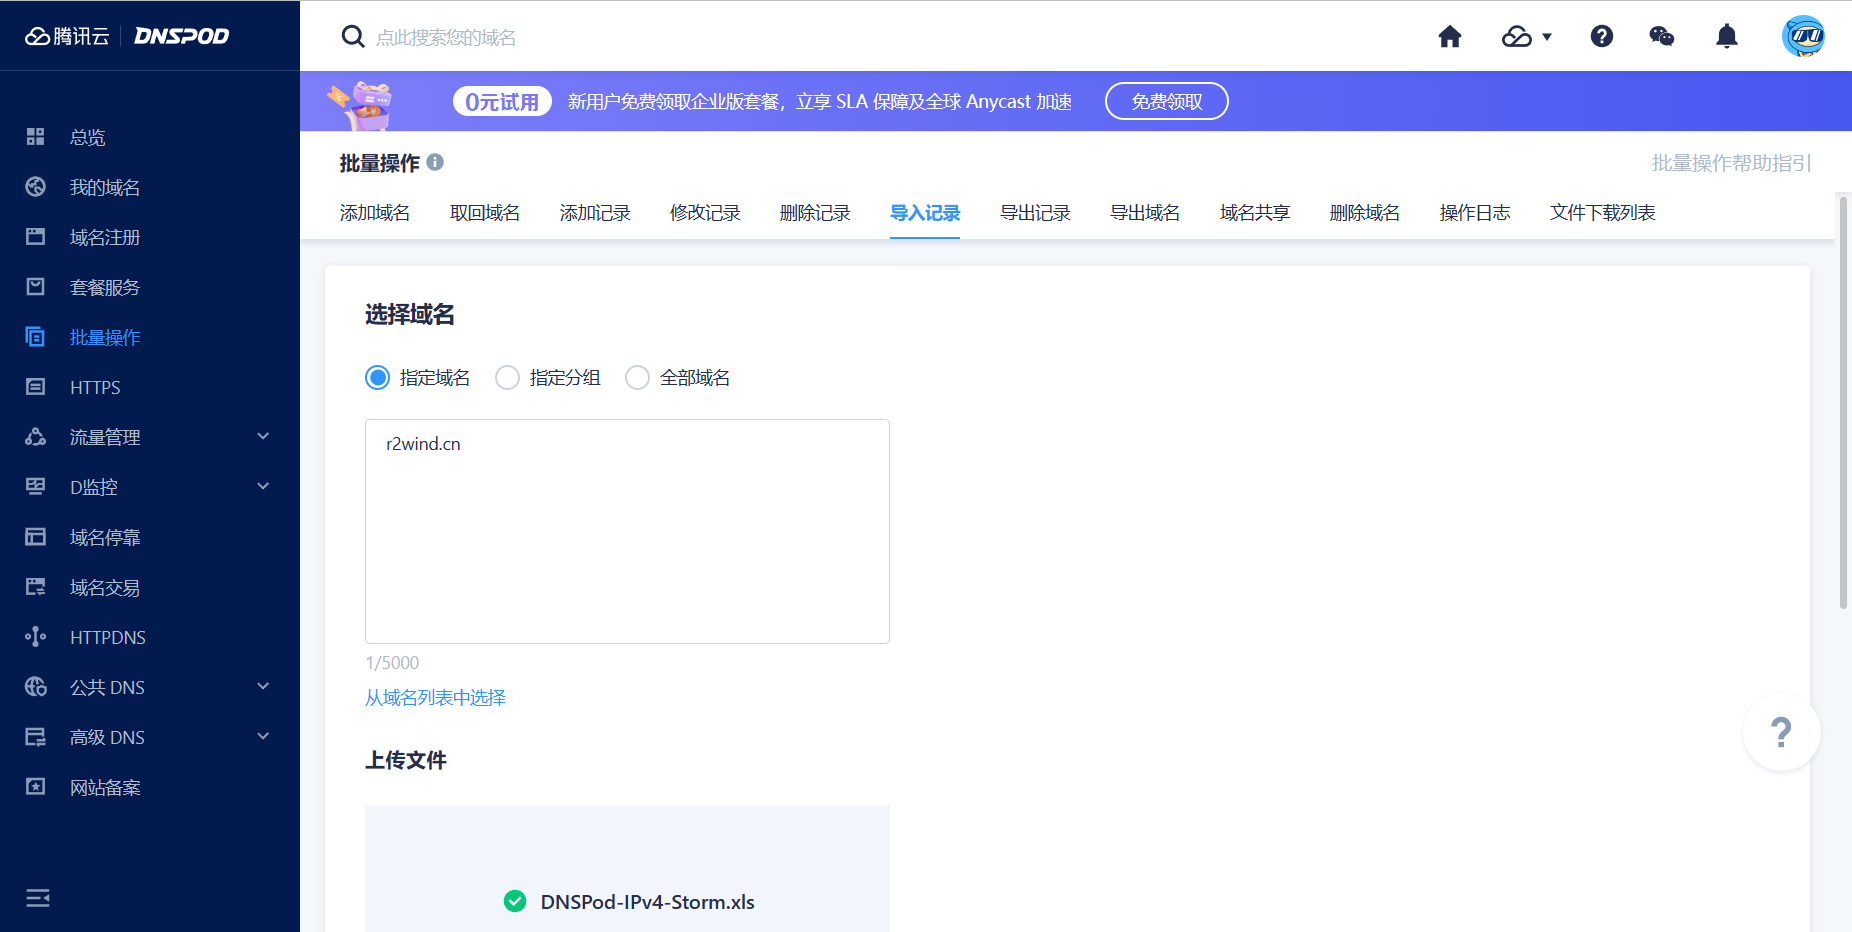 腾讯云 DNSPOD
点此搜索您的域名
0元试用 新用户免费领取企业版套餐，立享 SLA 保障及全球 Anycast 加速 免费领取
总览
我的域名
域名注册
套餐服务
批量操作
HTTPS
流量管理
D监控
域名停靠
域名交易
HTTPDNS
公共 DNS
高级 DNS
网站备案
批量操作
批量操作帮助指引
添加域名 取回域名 添加记录 修改记录 删除记录 导入记录 导出记录 导出域名 域名共享 删除域名 操作日志 文件下载列表
选择域名
指定域名 指定分组 全部域名
r2wind.cn
1/5000
从域名列表中选择
上传文件
DNSPod-IPv4-Storm.xls
?